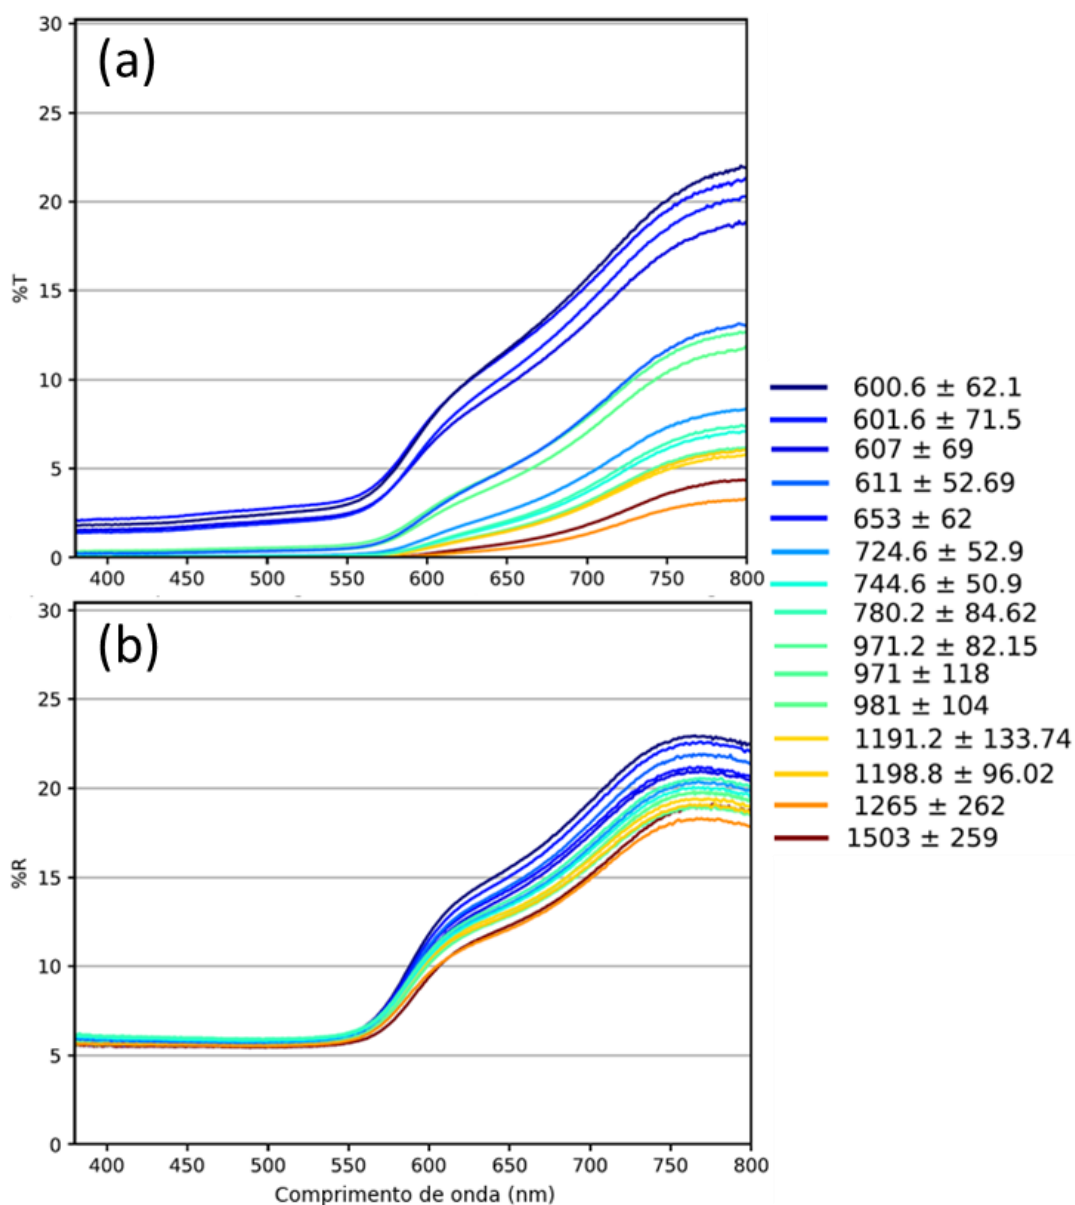 (a)
30
25
20
15
10
5
0
%T
400 450 500 550 600 650 700 750 800
(b)
30
25
20
15
10
5
0
%R
400 450 500 550 600 650 700 750 800
Comprimento de onda (nm)
600.6 ± 62.1
601.6 ± 71.5
607 ± 69
611 ± 52.69
653 ± 62
724.6 ± 52.9
744.6 ± 50.9
780.2 ± 84.62
971.2 ± 82.15
971 ± 118
981 ± 104
1191.2 ± 133.74
1198.8 ± 96.02
1265 ± 262
1503 ± 259